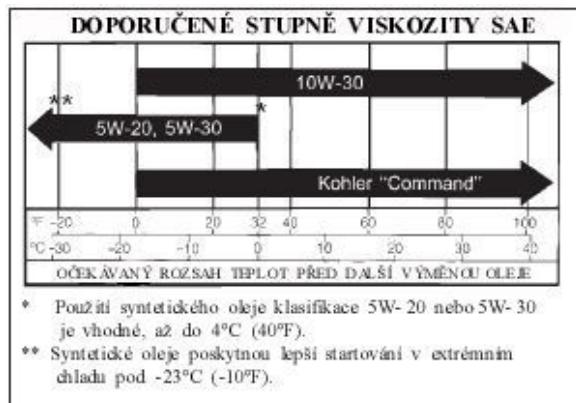 DOPORUČENÉ STUPNĚ VISKOZITY SAE
10W-30
**
*
5W-20, 5W-30
Kohler “Command”
°F -20 0 20 32 40 60 80 100
°C -30 -20 -10 0 10 20 30 40
OČEKÁVANÝ ROZSAH TEPLOT PŘED DALŠÍ VÝMĚNOU OLEJE
* Použití syntetického oleje klasifikace 5W- 20 nebo 5W- 30
je vhodné, až do 4°C (40°F).
** Syntetické oleje poskytnou lepší startování v extrémním
chladu pod -23°C (-10°F).